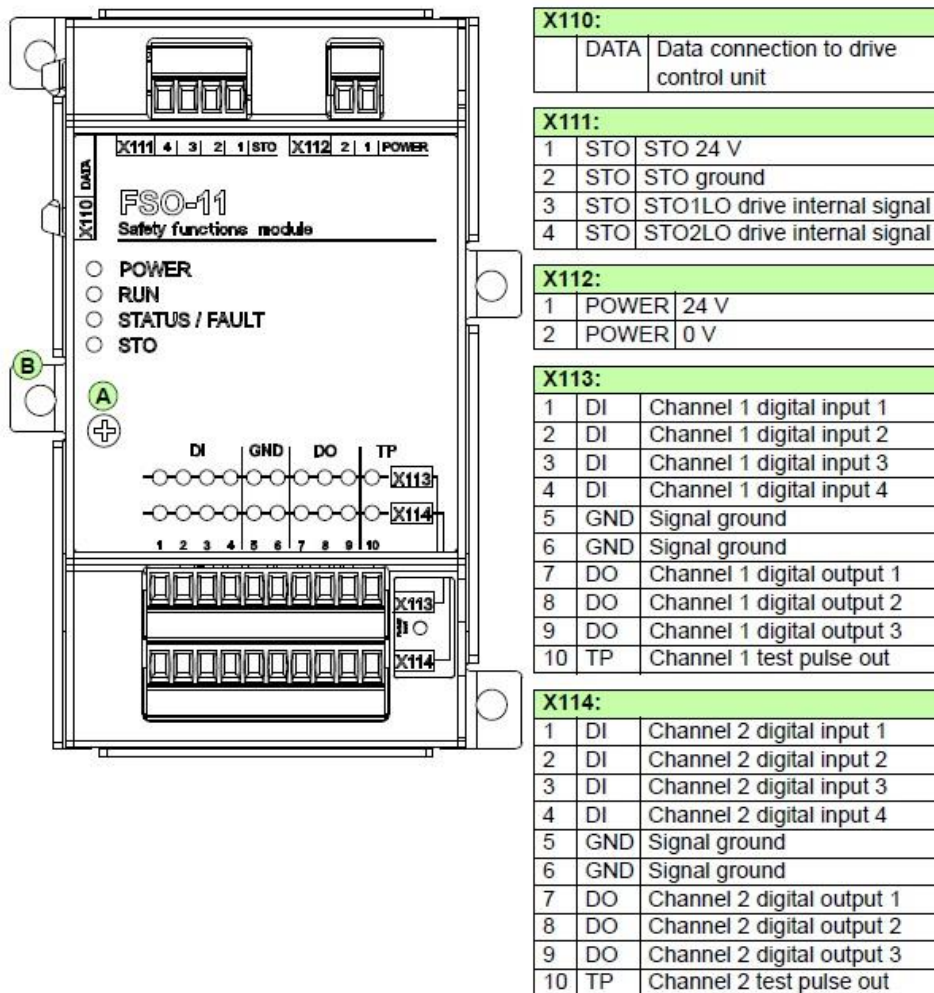 X111 4 3 2 1 STO X112 2 1 POWER
X110 DATA
FSO-11
Safety functions module
POWER
RUN
STATUS / FAULT
STO
B
A
DI GND DO TP
X113
X114
1 2 3 4 5 6 7 8 9 10
X113
X114
X110:
DATA Data connection to drive
control unit
X111:
1 STO STO 24 V
2 STO STO ground
3 STO STO1LO drive internal signal
4 STO STO2LO drive internal signal
X112:
1 POWER 24 V
2 POWER 0 V
X113:
1 DI Channel 1 digital input 1
2 DI Channel 1 digital input 2
3 DI Channel 1 digital input 3
4 DI Channel 1 digital input 4
5 GND Signal ground
6 GND Signal ground
7 DO Channel 1 digital output 1
8 DO Channel 1 digital output 2
9 DO Channel 1 digital output 3
10 TP Channel 1 test pulse out
X114:
1 DI Channel 2 digital input 1
2 DI Channel 2 digital input 2
3 DI Channel 2 digital input 3
4 DI Channel 2 digital input 4
5 GND Signal ground
6 GND Signal ground
7 DO Channel 2 digital output 1
8 DO Channel 2 digital output 2
9 DO Channel 2 digital output 3
10 TP Channel 2 test pulse out